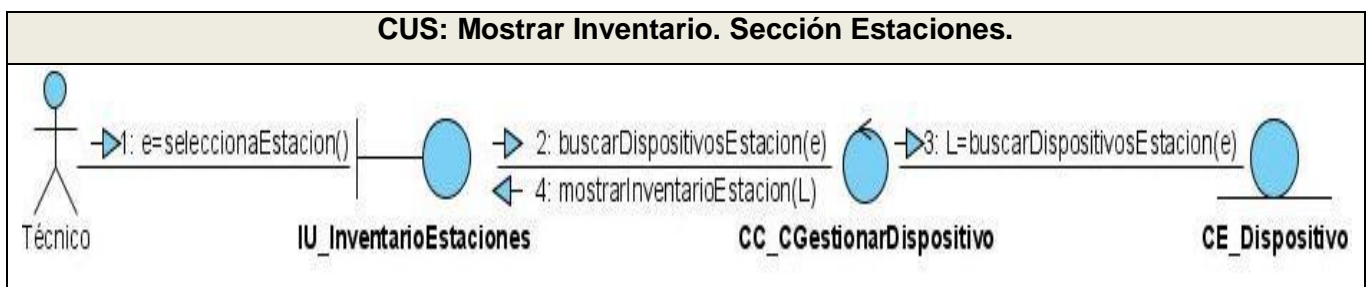 CUS: Mostrar Inventario. Sección Estaciones.
1: e=seleccionaEstacion()
2: buscarDispositivosEstacion(e)
3: L=buscarDispositivosEstacion(e)
4: mostrarInventarioEstacion(L)
Técnico
IU_InventarioEstaciones
CC_CGestionarDispositivo
CE_Dispositivo